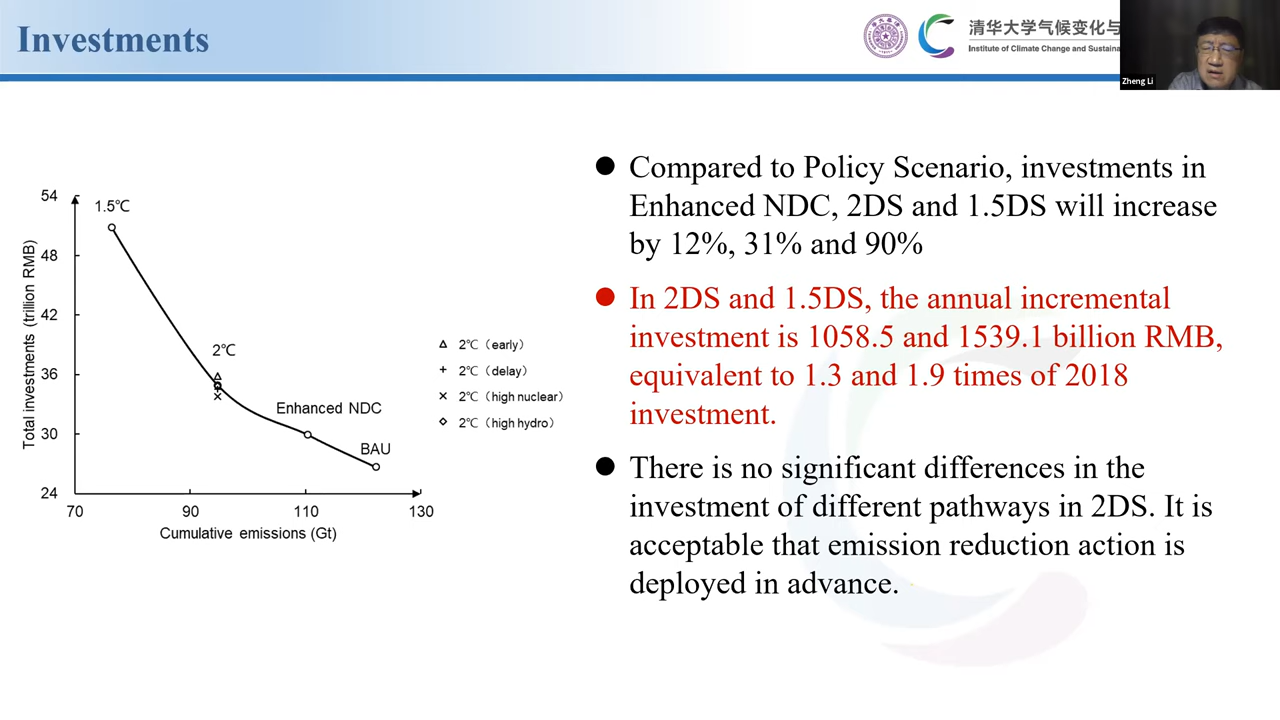 Investments
清华大学气候变化与
Institute of Climate Change and Sustaina
Zheng Li
Compared to Policy Scenario, investments in
Enhanced NDC, 2DS and 1.5DS will increase
by 12%, 31% and 90%
In 2DS and 1.5DS, the annual incremental
investment is 1058.5 and 1539.1 billion RMB,
equivalent to 1.3 and 1.9 times of 2018
investment.
There is no significant differences in the
investment of different pathways in 2DS. It is
acceptable that emission reduction action is
deployed in advance.
Total investments (trillion RMB)
54
48
42
36
30
24
1.5℃
2℃
Enhanced NDC
BAU
2℃（early）
2℃（delay）
2℃（high nuclear）
2℃（high hydro）
70
90
110
130
Cumulative emissions (Gt)